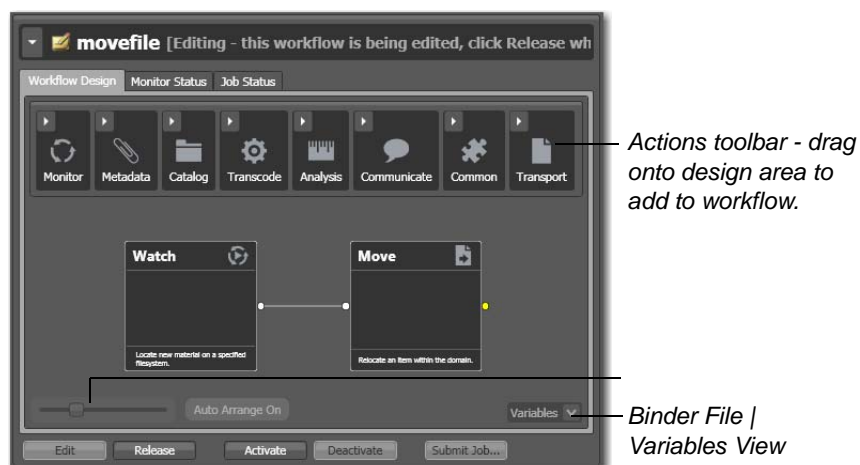 movefile [Editing - this workflow is being edited, click Release wh
Workflow Design Monitor Status Job Status
Monitor Metadata Catalog Transcode Analysis Communicate Common Transport
Actions toolbar - drag
onto design area to
add to workflow.
Watch Move
Locate new material on a specified
filesystem.
Relocate an item within the domain.
Auto Arrange On
Variables
Binder File |
Variables View
Edit Release Activate Deactivate Submit Job...